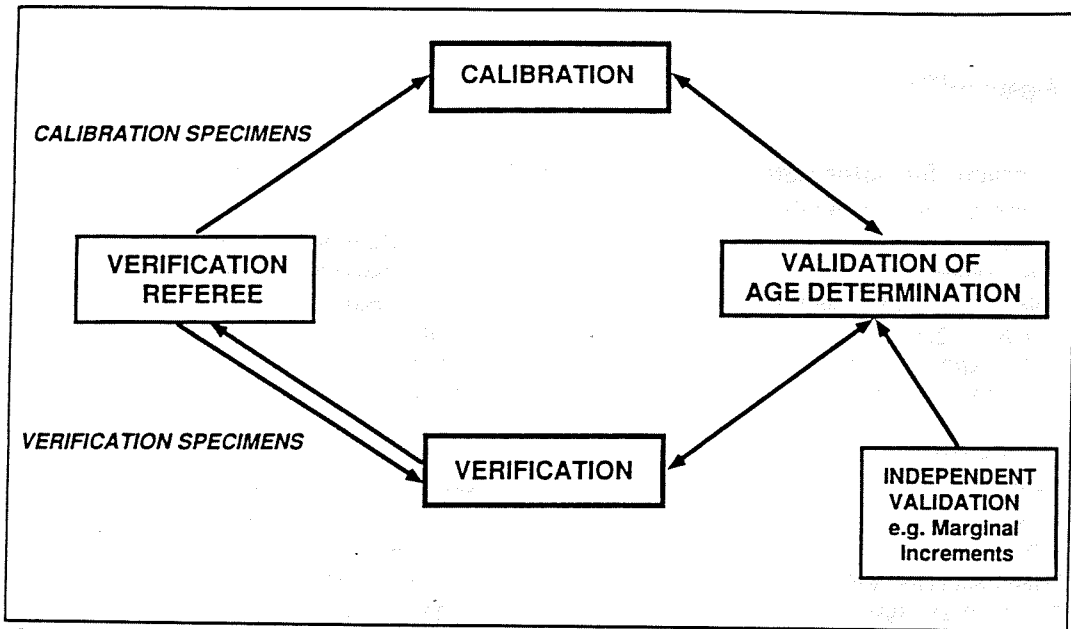 CALIBRATION
CALIBRATION SPECIMENS
VERIFICATION
REFEREE
VALIDATION OF
AGE DETERMINATION
VERIFICATION SPECIMENS
VERIFICATION
INDEPENDENT
VALIDATION
e.g. Marginal
Increments